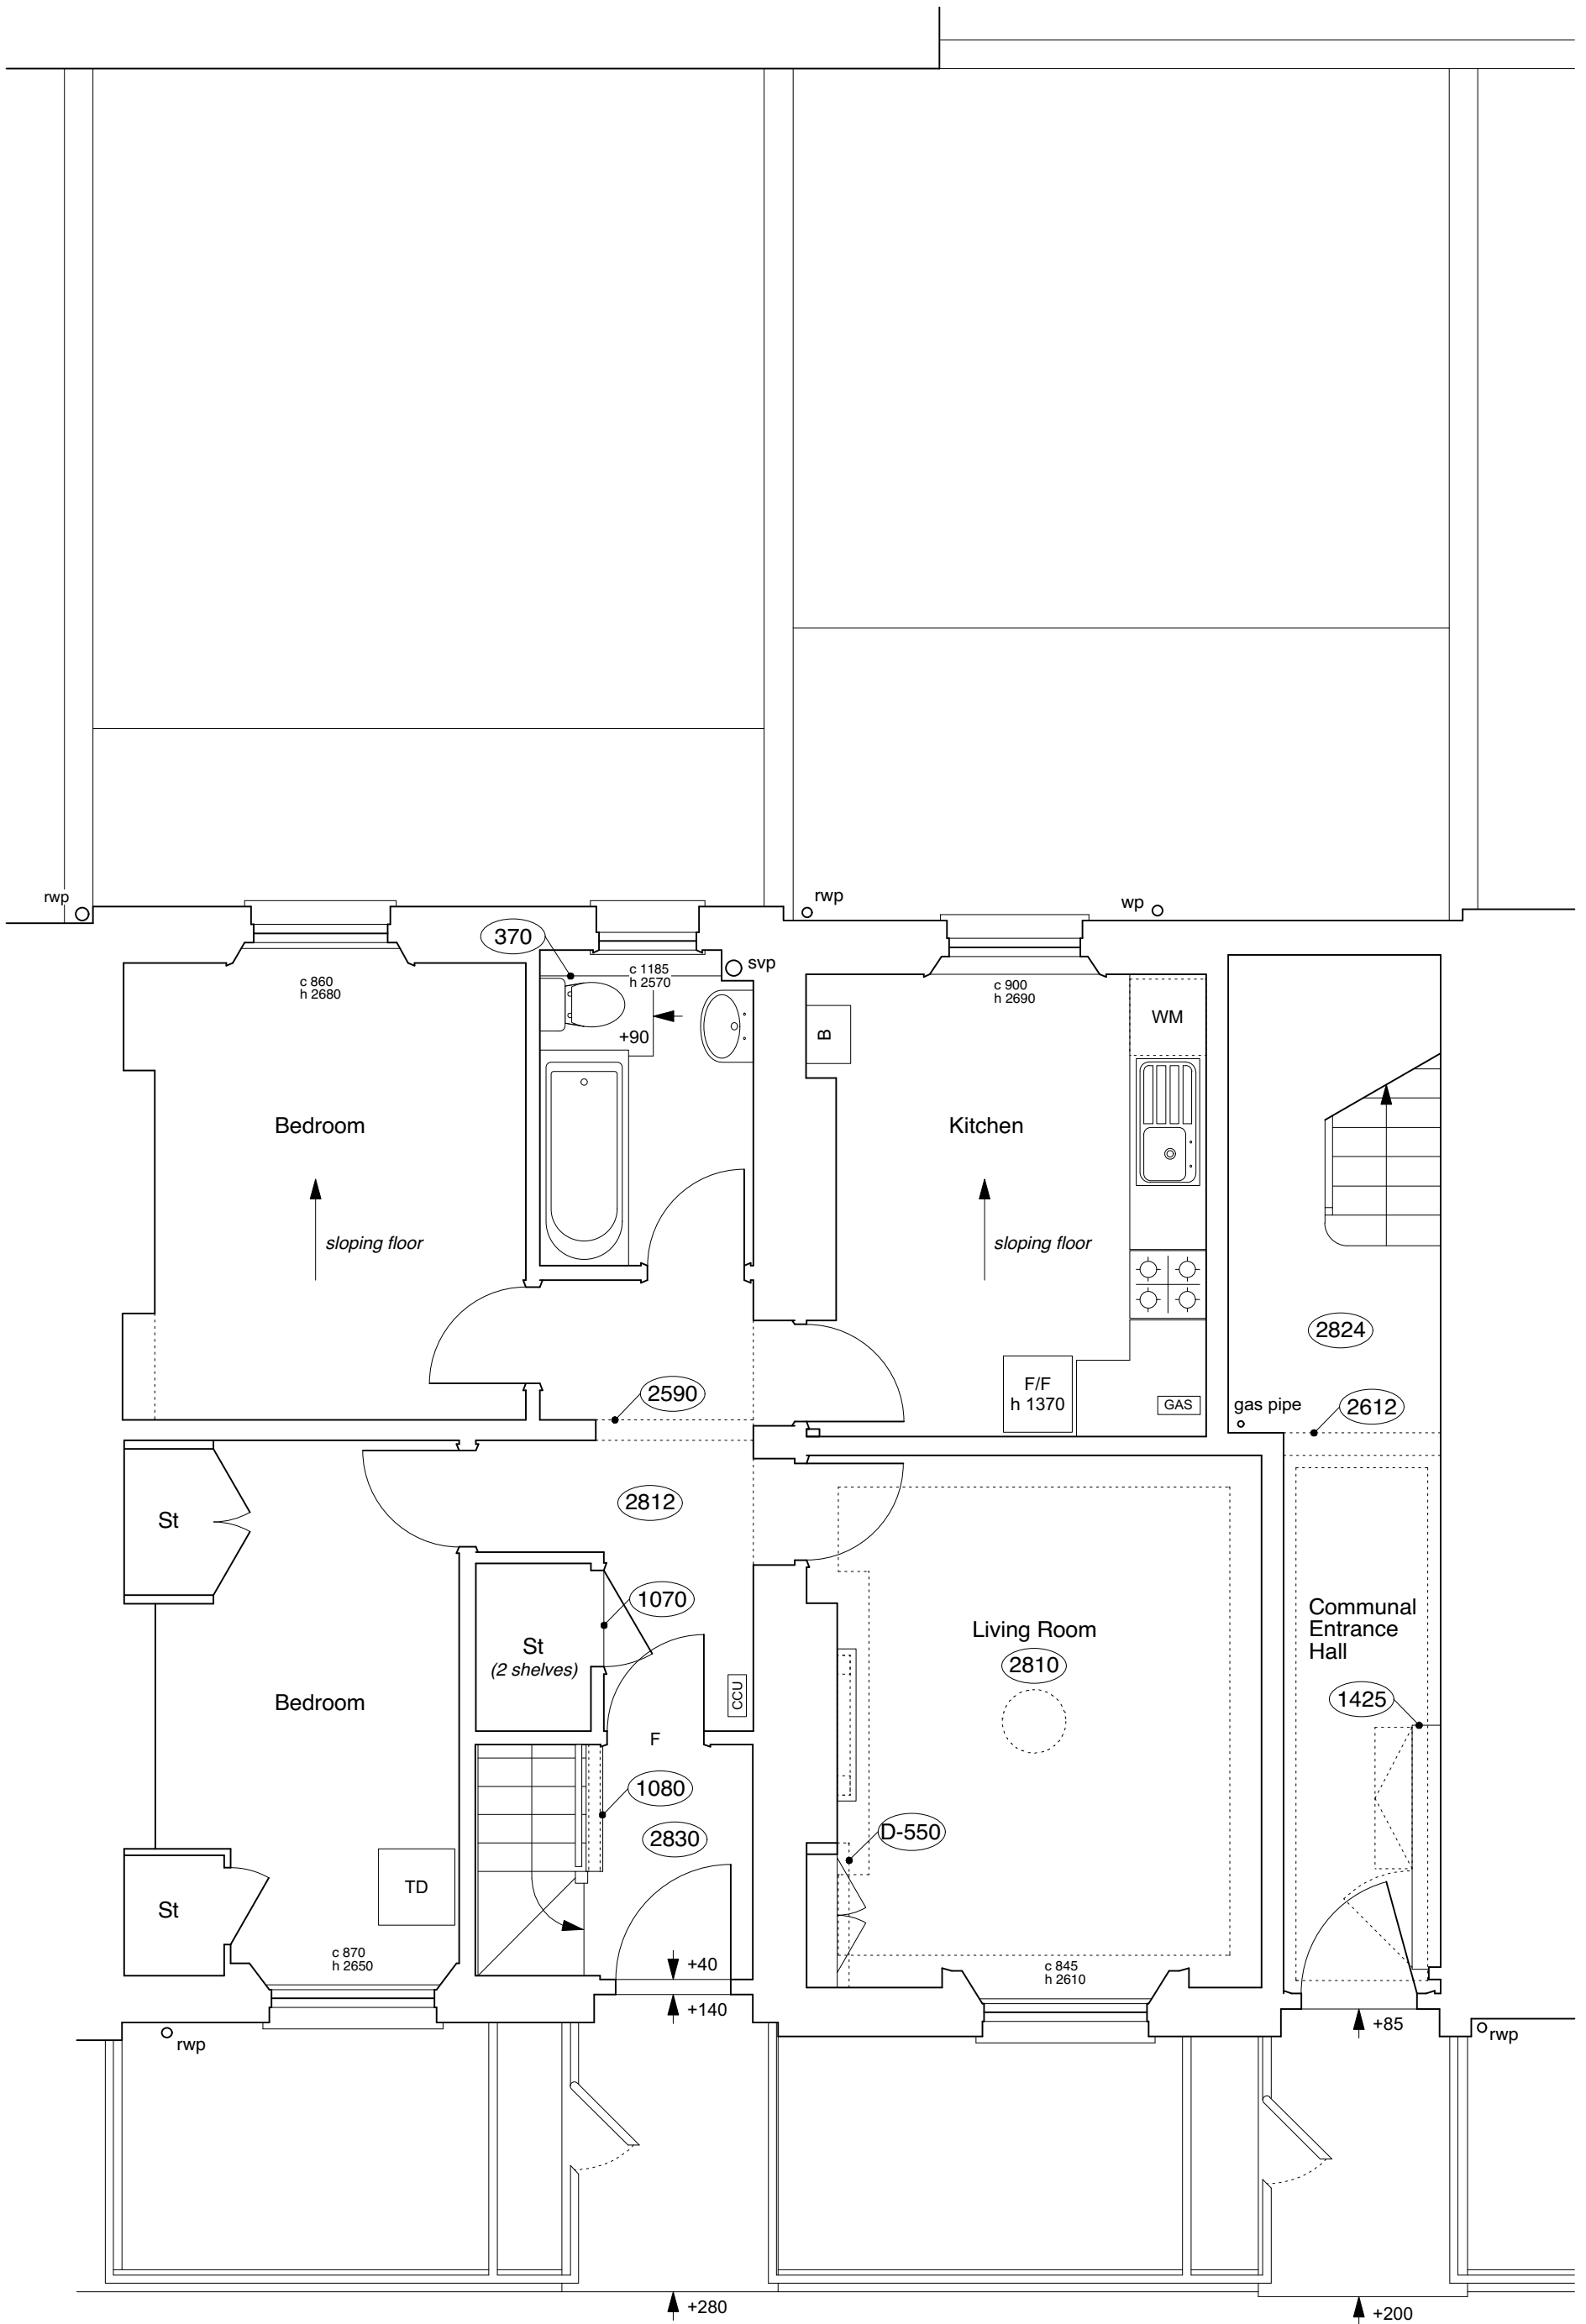 rwp
rwp
wp
370
svp
c 1185
h 2570
c 860
h 2680
c 900
h 2690
WM
+90
B
Bedroom
Kitchen
sloping floor
sloping floor
2824
2590
F/F
h 1370
GAS
gas pipe
2612
2812
St
1070
Communal
Entrance
Hall
Living Room
2810
St
(2 shelves)
CCU
Bedroom
1425
F
1080
2830
D-550
TD
St
c 870
h 2650
+40
c 845
h 2610
+140
+85
rwp
rwp
+280
+200